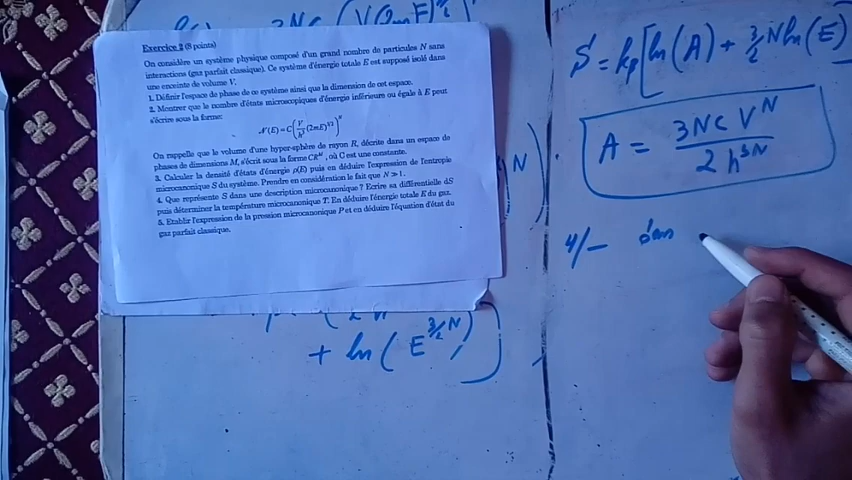 Exercice 2 (8 points)
On considère un système physique composé d'un grand nombre de particules N sans
interactions (gaz parfait classique). Ce système d'énergie totale E est supposé isolé dans
une enceinte de volume V.
1. Définir l'espace de phase de ce système ainsi que la dimension de cet espace.
2. Montrer que le nombre d'états microscopiques d'énergie inférieure ou égale à E peut
s'écrire sous la forme:
𝒩(E) = C(V/h³ (2mE)^{3/2})^N
On rappelle que le volume d'une hyper-sphère de rayon R, décrite dans un espace de
phases de dimensions M, s'écrit sous la forme CR^M, où C est une constante.
3. Calculer la densité d'états d'énergie ρ(E) puis en déduire l'expression de l'entropie
microcanonique S du système. Prendre en considération le fait que N ≫ 1.
4. Que représente S dans une description microcanonique ? Ecrire sa différentielle dS
puis déterminer la température microcanonique T. En déduire l'énergie totale E du gaz.
5. Etablir l'expression de la pression microcanonique P et en déduire l'équation d'état du
gaz parfait classique.
+ ln(E^{3/2 N})
S = k_B[ln(A) + 3/2 N ln(E)
A = 3NC V^N / 2 h^{3N}
4/-